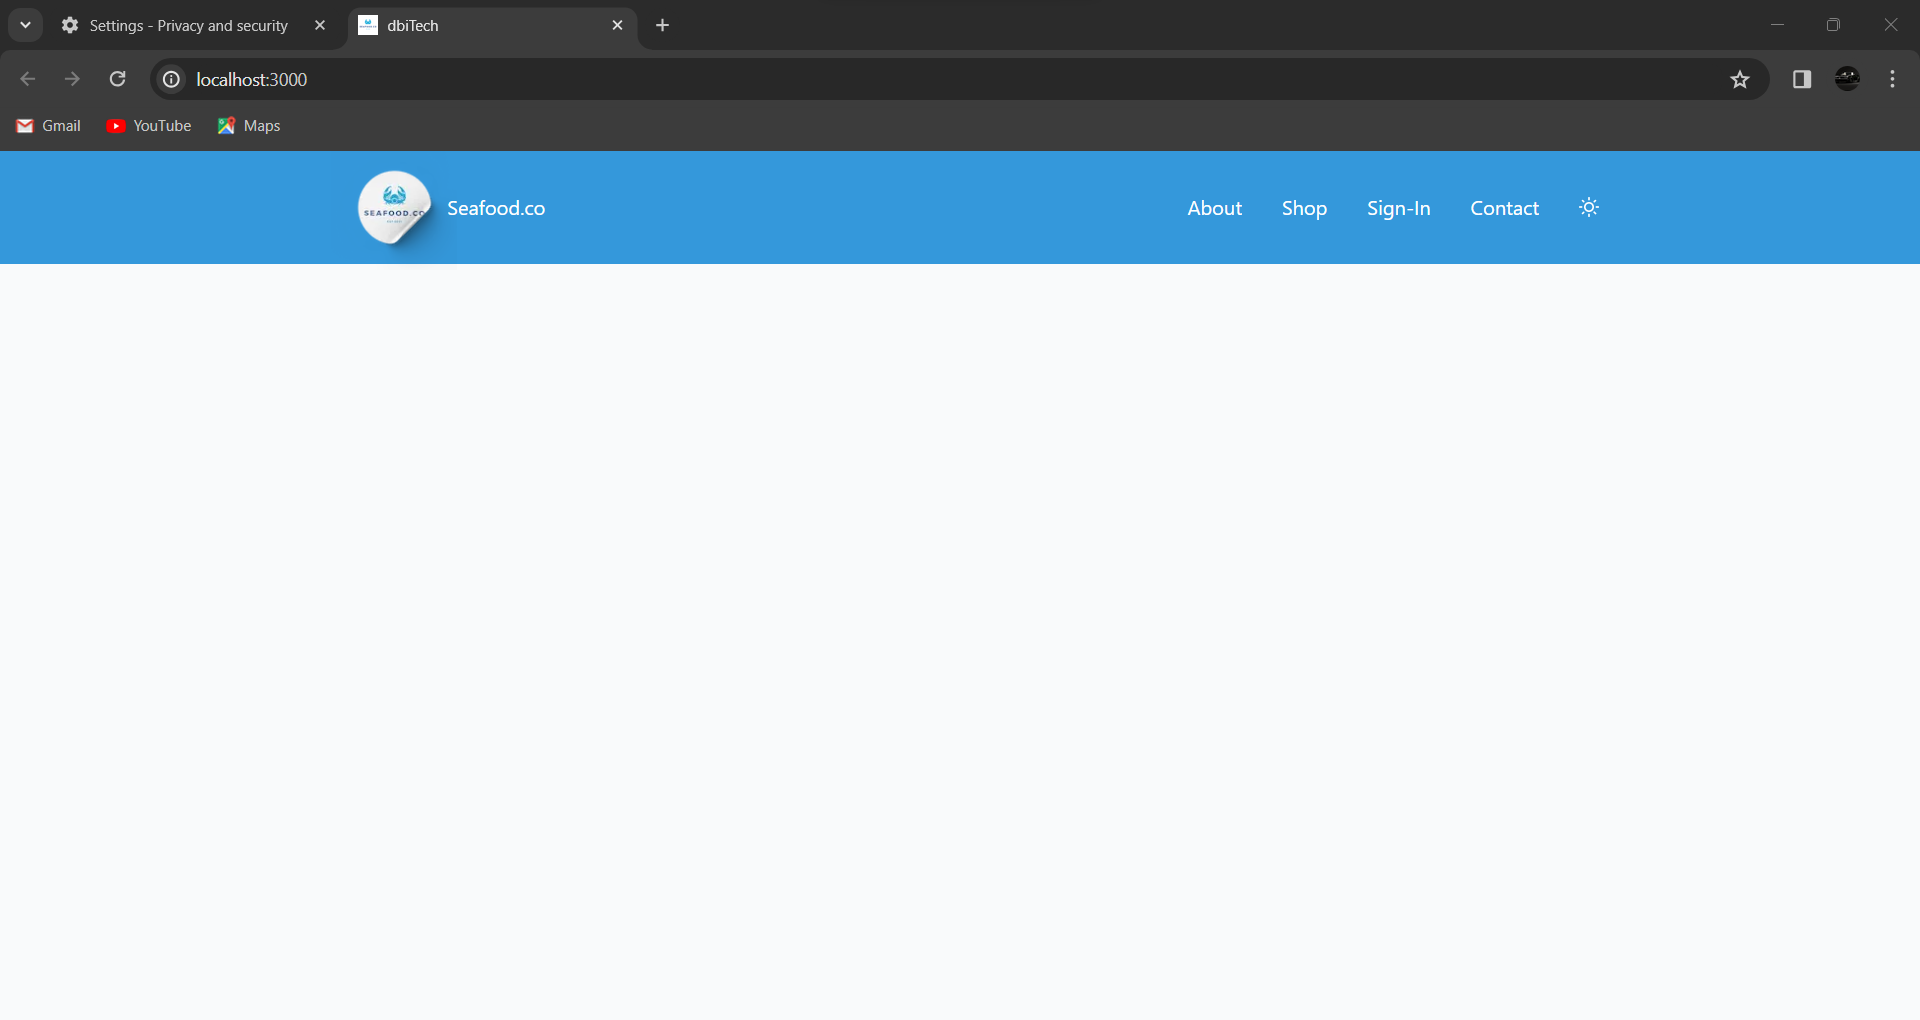 Settings - Privacy and security
dbiTech
localhost:3000
Gmail YouTube Maps
SEAFOOD.CO
Seafood.co About Shop Sign-In Contact